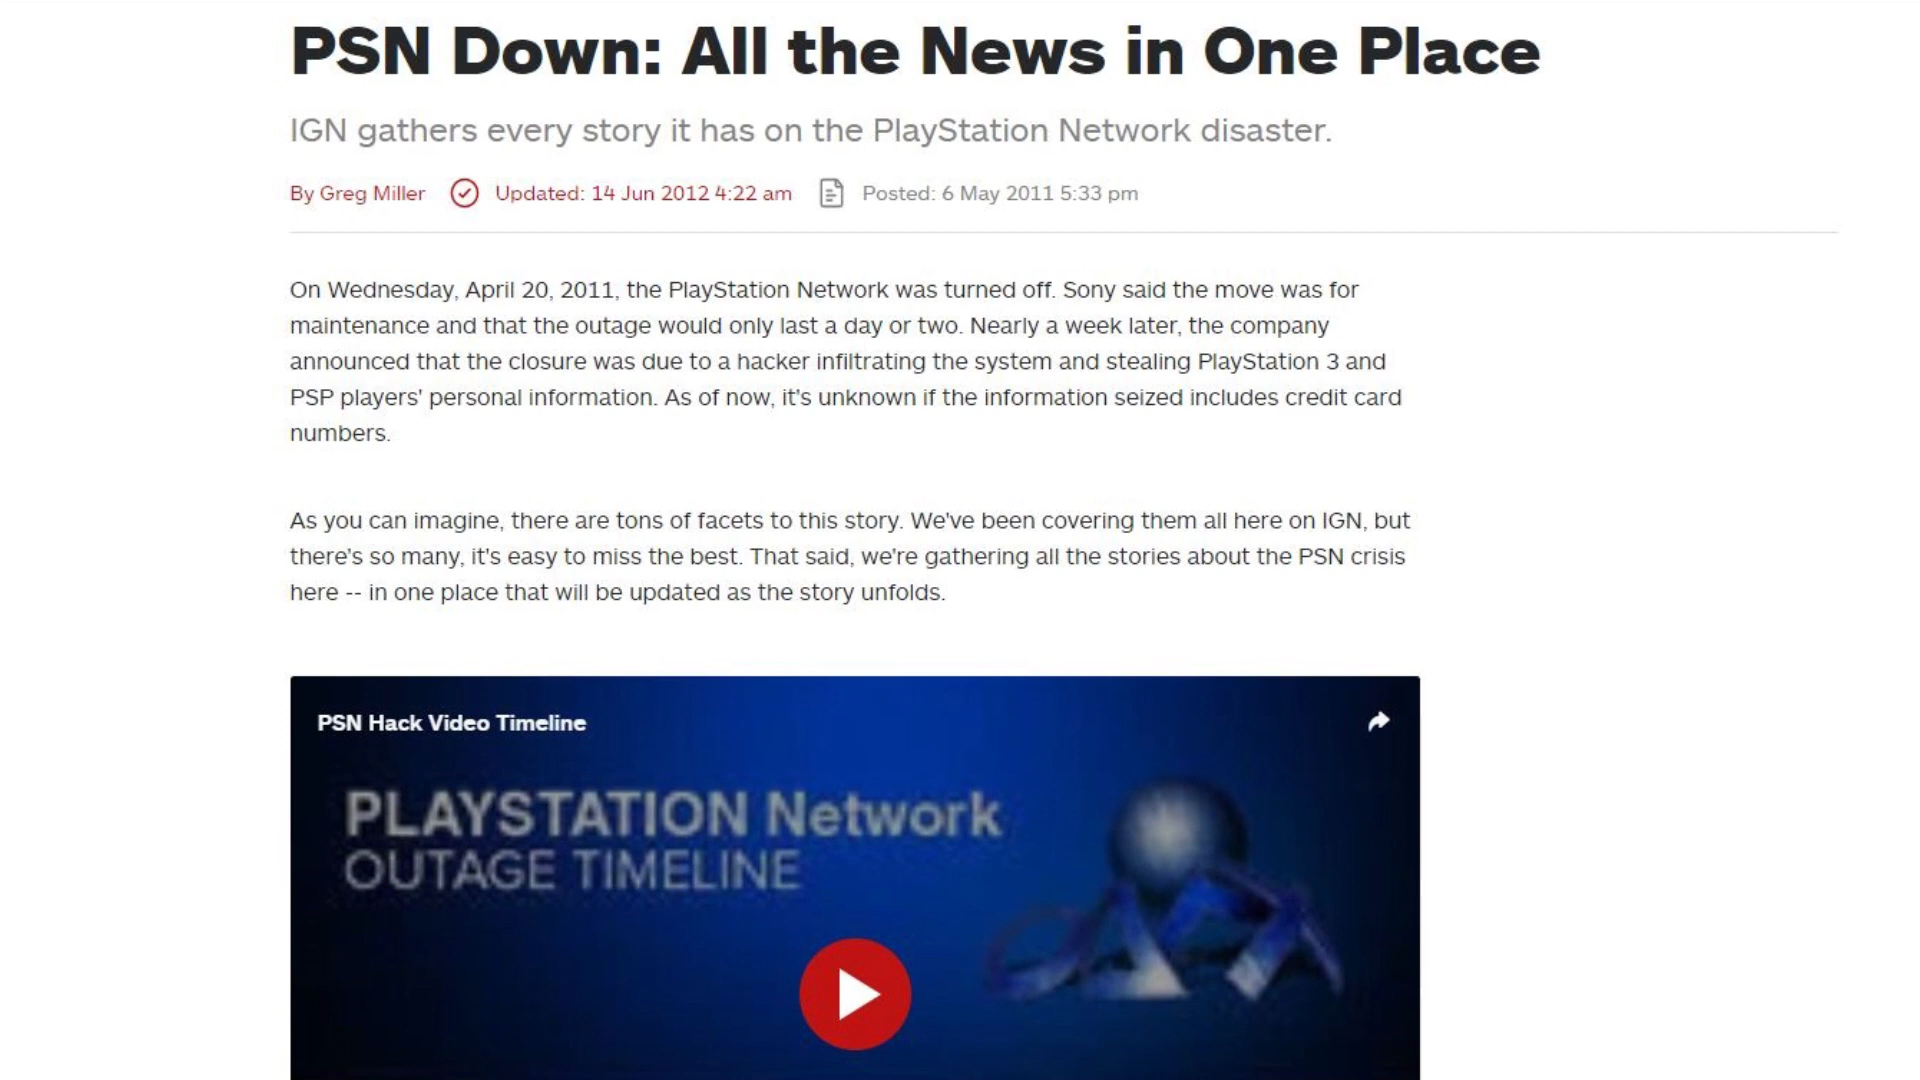 PSN Down: All the News in One Place
IGN gathers every story it has on the PlayStation Network disaster.
By Greg Miller Updated: 14 Jun 2012 4:22 am Posted: 6 May 2011 5:33 pm
On Wednesday, April 20, 2011, the PlayStation Network was turned off. Sony said the move was for
maintenance and that the outage would only last a day or two. Nearly a week later, the company
announced that the closure was due to a hacker infiltrating the system and stealing PlayStation 3 and
PSP players' personal information. As of now, it's unknown if the information seized includes credit card
numbers.
As you can imagine, there are tons of facets to this story. We've been covering them all here on IGN, but
there's so many, it's easy to miss the best. That said, we're gathering all the stories about the PSN crisis
here -- in one place that will be updated as the story unfolds.
PSN Hack Video Timeline
PLAYSTATION Network
OUTAGE TIMELINE